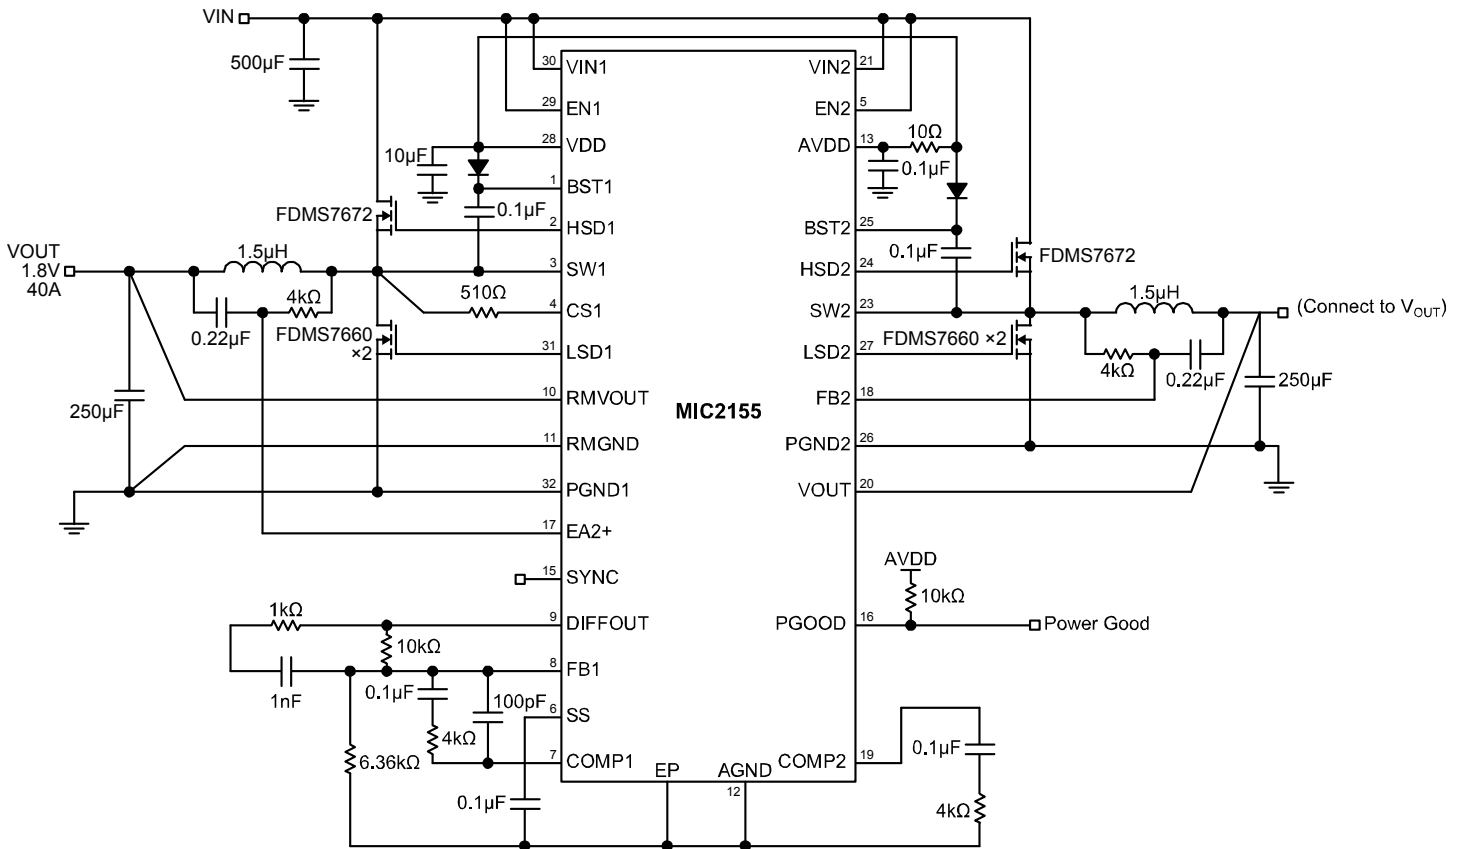 VIN
500µF
30 VIN1
29 EN1
28 VDD
10µF
1 BST1
0.1µF
FDMS7672
2 HSD1
VOUT
1.8V
40A
1.5µH
3 SW1
510Ω
4 CS1
4kΩ
0.22µF
FDMS7660
×2
31 LSD1
250µF
10 RMVOUT
11 RMGND
32 PGND1
17 EA2+
15 SYNC
1kΩ
9 DIFFOUT
10kΩ
8 FB1
1nF
0.1µF
100pF
6 SS
4kΩ
6.36kΩ
7 COMP1
0.1µF
MIC2155
EP
AGND
12
VIN2 21
EN2 5
AVDD 13
10Ω
0.1µF
BST2 25
0.1µF
HSD2 24
FDMS7672
1.5µH
SW2 23
(Connect to VOUT)
LSD2 27
FDMS7660 ×2
4kΩ
0.22µF
250µF
FB2 18
PGND2 26
VOUT 20
AVDD
10kΩ
PGOOD 16
Power Good
COMP2 19
0.1µF
4kΩ